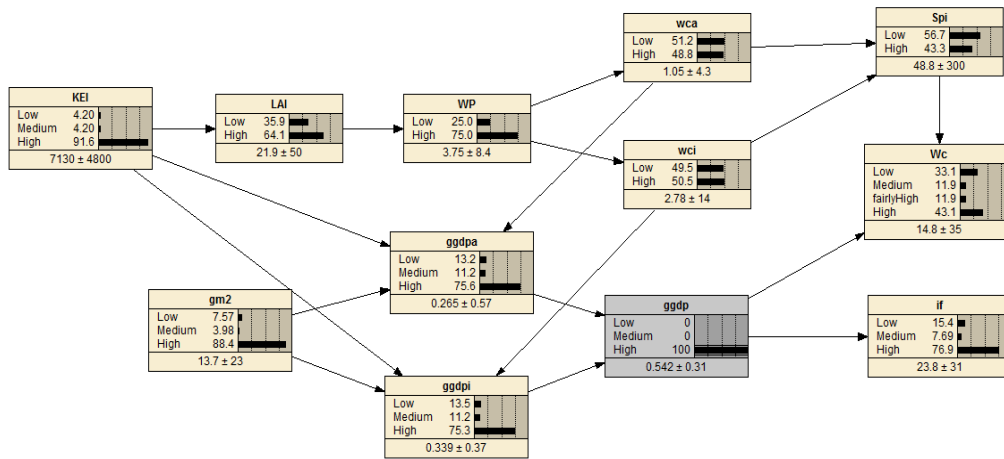 KEI
Low 4.20
Medium 4.20
High 91.6
7130 ± 4800
LAI
Low 35.9
High 64.1
21.9 ± 50
WP
Low 25.0
High 75.0
3.75 ± 8.4
wca
Low 51.2
High 48.8
1.05 ± 4.3
Spi
Low 56.7
High 43.3
48.8 ± 300
wci
Low 49.5
High 50.5
2.78 ± 14
Wc
Low 33.1
Medium 11.9
fairlyHigh 11.9
High 43.1
14.8 ± 35
ggdpa
Low 13.2
Medium 11.2
High 75.6
0.265 ± 0.57
gm2
Low 7.57
Medium 3.98
High 88.4
13.7 ± 23
ggdp
Low 0
Medium 0
High 100
0.542 ± 0.31
if
Low 15.4
Medium 7.69
High 76.9
23.8 ± 31
ggdpi
Low 13.5
Medium 11.2
High 75.3
0.339 ± 0.37